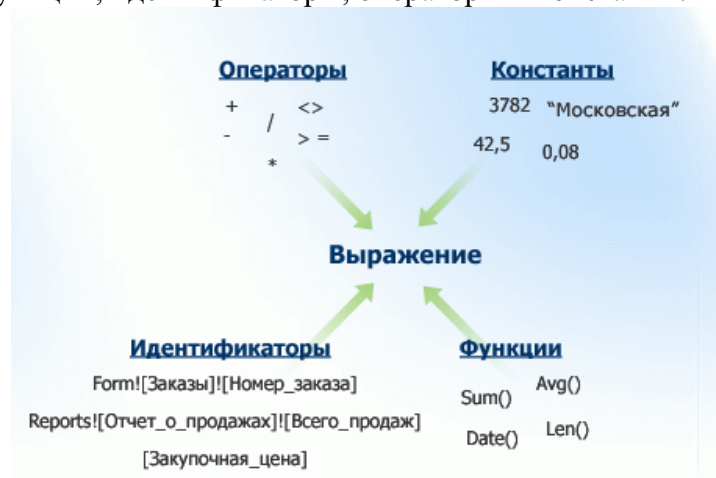 Операторы
+ <>
/
- > =
*
Константы
3782 "Московская"
42,5 0,08
Выражение
Идентификаторы
Form![Заказы]![Номер_заказа]
Reports![Отчет_о_продажах]![Всего_продаж]
[Закупочная_цена]
Функции
Sum() Avg()
Date() Len()